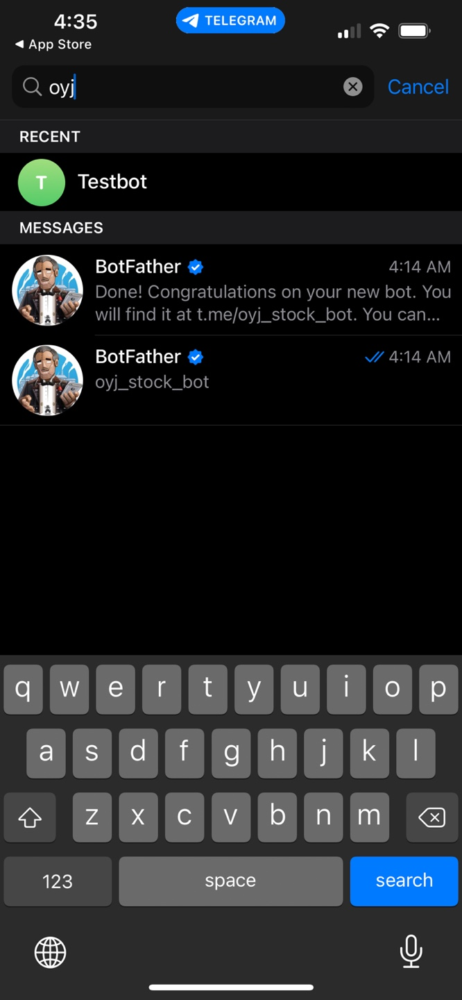 4:35
TELEGRAM
◀ App Store
oyj
Cancel
RECENT
T
Testbot
MESSAGES
BotFather
4:14 AM
Done! Congratulations on your new bot. You
will find it at t.me/oyj_stock_bot. You can...
BotFather
4:14 AM
oyj_stock_bot
q w e r t y u i o p
a s d f g h j k l
z x c v b n m
123 space search